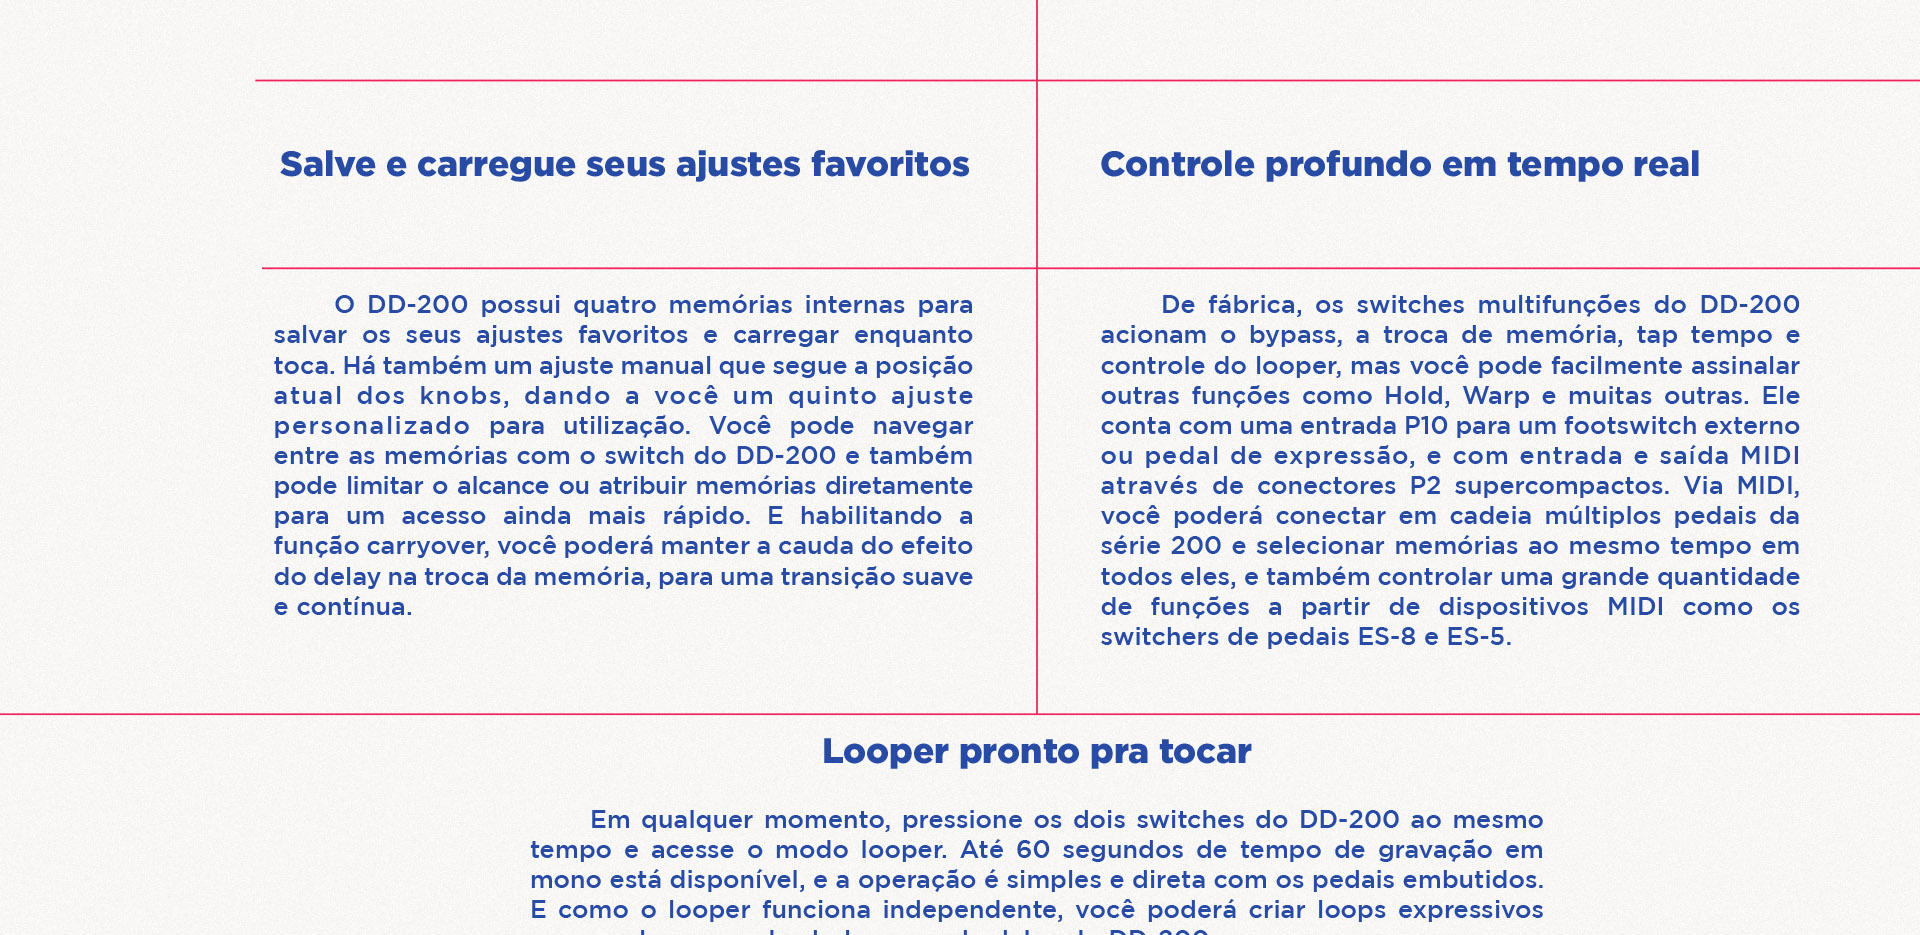 Salve e carregue seus ajustes favoritos
O DD-200 possui quatro memórias internas para
salvar os seus ajustes favoritos e carregar enquanto
toca. Há também um ajuste manual que segue a posição
atual dos knobs, dando a você um quinto ajuste
personalizado para utilização. Você pode navegar
entre as memórias com o switch do DD-200 e também
pode limitar o alcance ou atribuir memórias diretamente
para um acesso ainda mais rápido. E habilitando a
função carryover, você poderá manter a cauda do efeito
do delay na troca da memória, para uma transição suave
e contínua.
Controle profundo em tempo real
De fábrica, os switches multifunções do DD-200
acionam o bypass, a troca de memória, tap tempo e
controle do looper, mas você pode facilmente assinalar
outras funções como Hold, Warp e muitas outras. Ele
conta com uma entrada P10 para um footswitch externo
ou pedal de expressão, e com entrada e saída MIDI
através de conectores P2 supercompactos. Via MIDI,
você poderá conectar em cadeia múltiplos pedais da
série 200 e selecionar memórias ao mesmo tempo em
todos eles, e também controlar uma grande quantidade
de funções a partir de dispositivos MIDI como os
switchers de pedais ES-8 e ES-5.
Looper pronto pra tocar
Em qualquer momento, pressione os dois switches do DD-200 ao mesmo
tempo e acesse o modo looper. Até 60 segundos de tempo de gravação em
mono está disponível, e a operação é simples e direta com os pedais embutidos.
E como o looper funciona independente, você poderá criar loops expressivos
DD-200